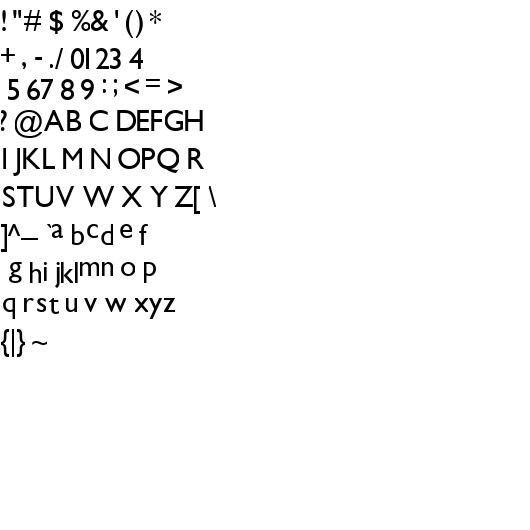 ! " # $ % & ' ( ) *
+ , - . / 0 1 2 3 4
5 6 7 8 9 : ; < = >
? @ A B C D E F G H
I J K L M N O P Q R
S T U V W X Y Z [ \
] ^ _ ` a b c d e f
g h i j k l m n o p
q r s t u v w x y z
{ | } ~